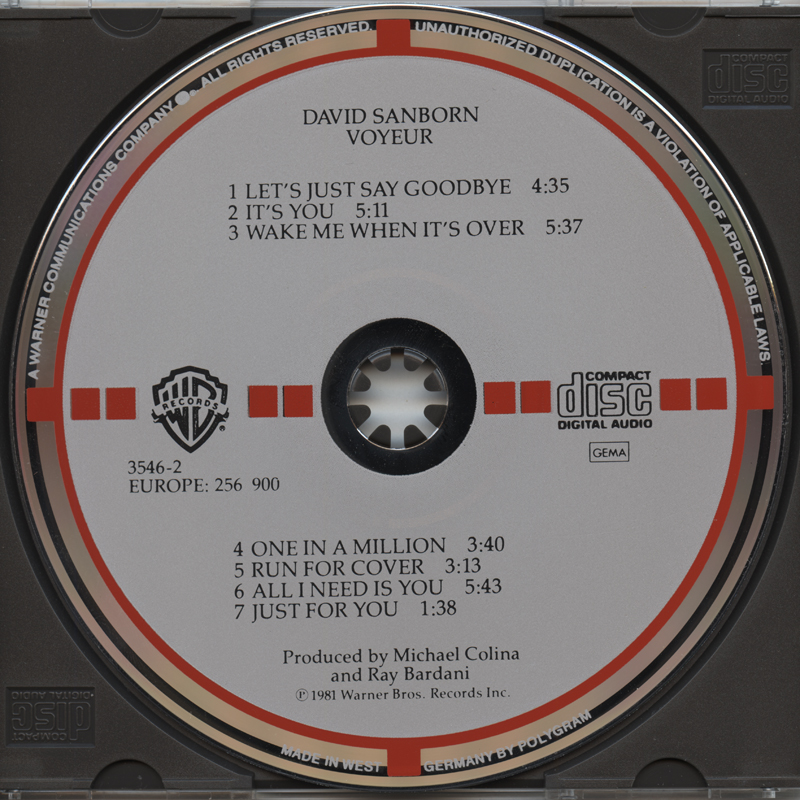 A WARNER COMMUNICATIONS COMPANY ALL RIGHTS RESERVED. UNAUTHORIZED DUPLICATION IS A VIOLATION OF APPLICABLE LAWS.
COMPACT
disc
DIGITAL AUDIO
DAVID SANBORN
VOYEUR
1 LET'S JUST SAY GOODBYE 4:35
2 IT'S YOU 5:11
3 WAKE ME WHEN IT'S OVER 5:37
WB
RECORDS
®
COMPACT
disc
DIGITAL AUDIO
GEMA
3546-2
EUROPE: 256 900
4 ONE IN A MILLION 3:40
5 RUN FOR COVER 3:13
6 ALL I NEED IS YOU 5:43
7 JUST FOR YOU 1:38
Produced by Michael Colina
and Ray Bardani
℗ 1981 Warner Bros. Records Inc.
COMPACT
disc
DIGITAL AUDIO
MADE IN WEST GERMANY BY POLYGRAM